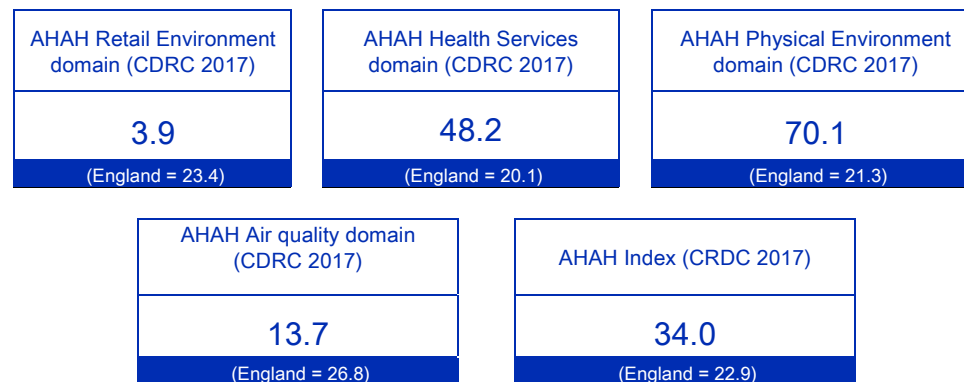 AHAH Retail Environment
domain (CDRC 2017)
3.9
(England = 23.4)
AHAH Health Services
domain (CDRC 2017)
48.2
(England = 20.1)
AHAH Physical Environment
domain (CDRC 2017)
70.1
(England = 21.3)
AHAH Air quality domain
(CDRC 2017)
13.7
(England = 26.8)
AHAH Index (CRDC 2017)
34.0
(England = 22.9)